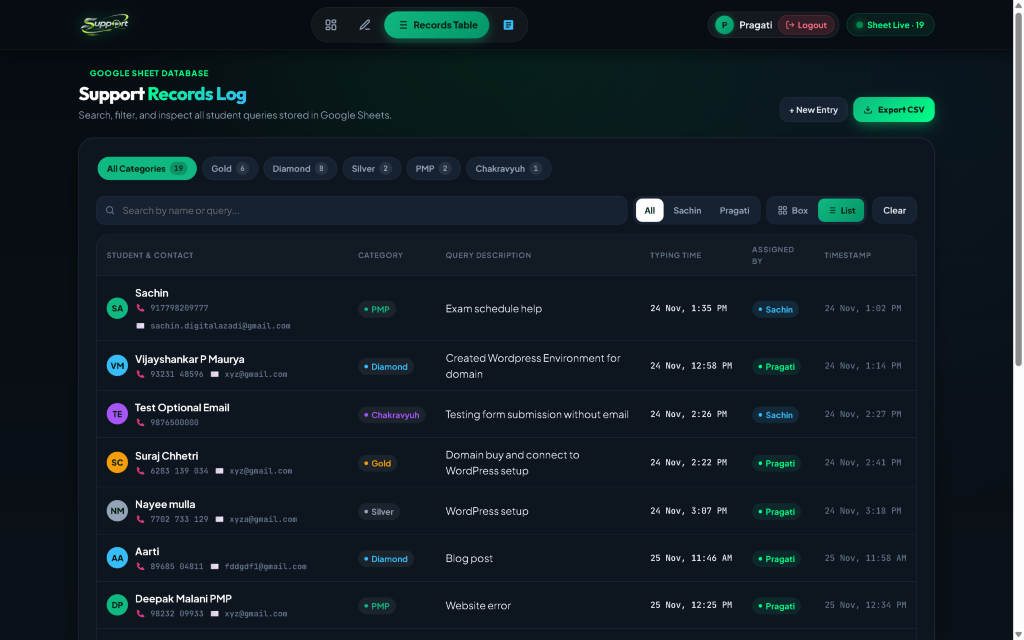 Support
Records Table
P Pragati Logout
Sheet Live · 19
GOOGLE SHEET DATABASE
Support Records Log
Search, filter, and inspect all student queries stored in Google Sheets.
+ New Entry
Export CSV
All Categories 19
Gold 6
Diamond 8
Silver 2
PMP 2
Chakravyuh 1
Search by name or query...
All Sachin Pragati
Box List
Clear
STUDENT & CONTACT CATEGORY QUERY DESCRIPTION TYPING TIME ASSIGNED BY TIMESTAMP
SA
Sachin
917798209777
sachin.digitalazadi@gmail.com
PMP
Exam schedule help
24 Nov, 1:35 PM
Sachin
24 Nov, 1:02 PM
VM
Vijayshankar P Maurya
93231 48596 xyz@gmail.com
Diamond
Created Wordpress Environment for
domain
24 Nov, 12:58 PM
Pragati
24 Nov, 1:14 PM
TE
Test Optional Email
9876500000
Chakravyuh
Testing form submission without email
24 Nov, 2:26 PM
Sachin
24 Nov, 2:27 PM
SC
Suraj Chhetri
6283 139 034 xyz@gmail.com
Gold
Domain buy and connect to
WordPress setup
24 Nov, 2:22 PM
Pragati
24 Nov, 2:41 PM
NM
Nayee mulla
7702 733 129 xyza@gmail.com
Silver
WordPress setup
24 Nov, 3:07 PM
Pragati
24 Nov, 3:18 PM
AA
Aarti
89685 04811 fddgdf1@gmail.com
Diamond
Blog post
25 Nov, 11:46 AM
Pragati
25 Nov, 11:58 AM
DP
Deepak Malani PMP
98232 09933 xyz@gmail.com
PMP
Website error
25 Nov, 12:25 PM
Pragati
25 Nov, 12:34 PM